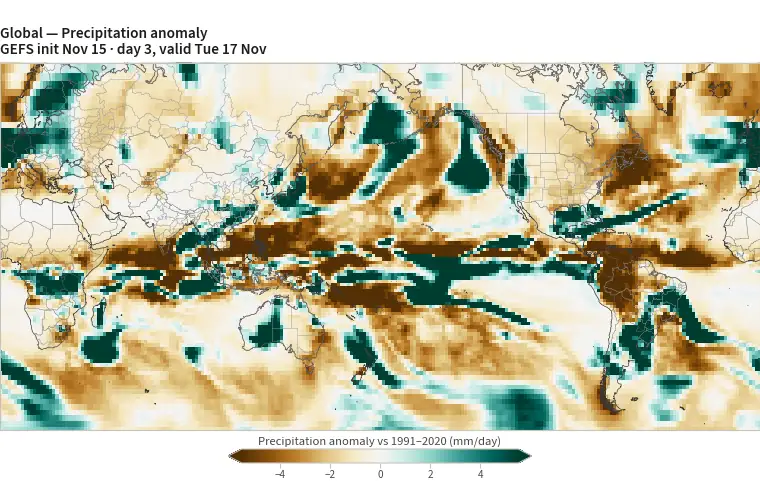 Global — Precipitation anomaly
GEFS init Nov 15 · day 3, valid Tue 17 Nov
Precipitation anomaly vs 1991–2020 (mm/day)
−4 −2 0 2 4